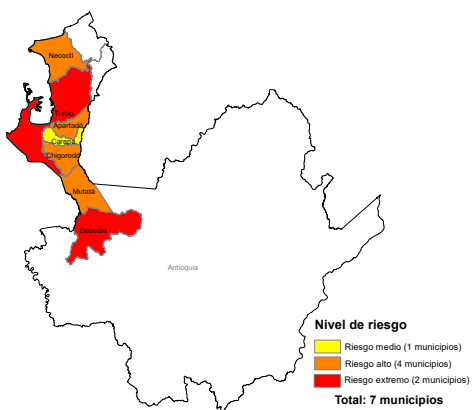 Necoclí
Turbo
Apartadó
Carepa
Chigorodó
Mutatá
Dabeiba
Antioquia
Nivel de riesgo
Riesgo medio (1 municipios)
Riesgo alto (4 municipios)
Riesgo extremo (2 municipios)
Total: 7 municipios